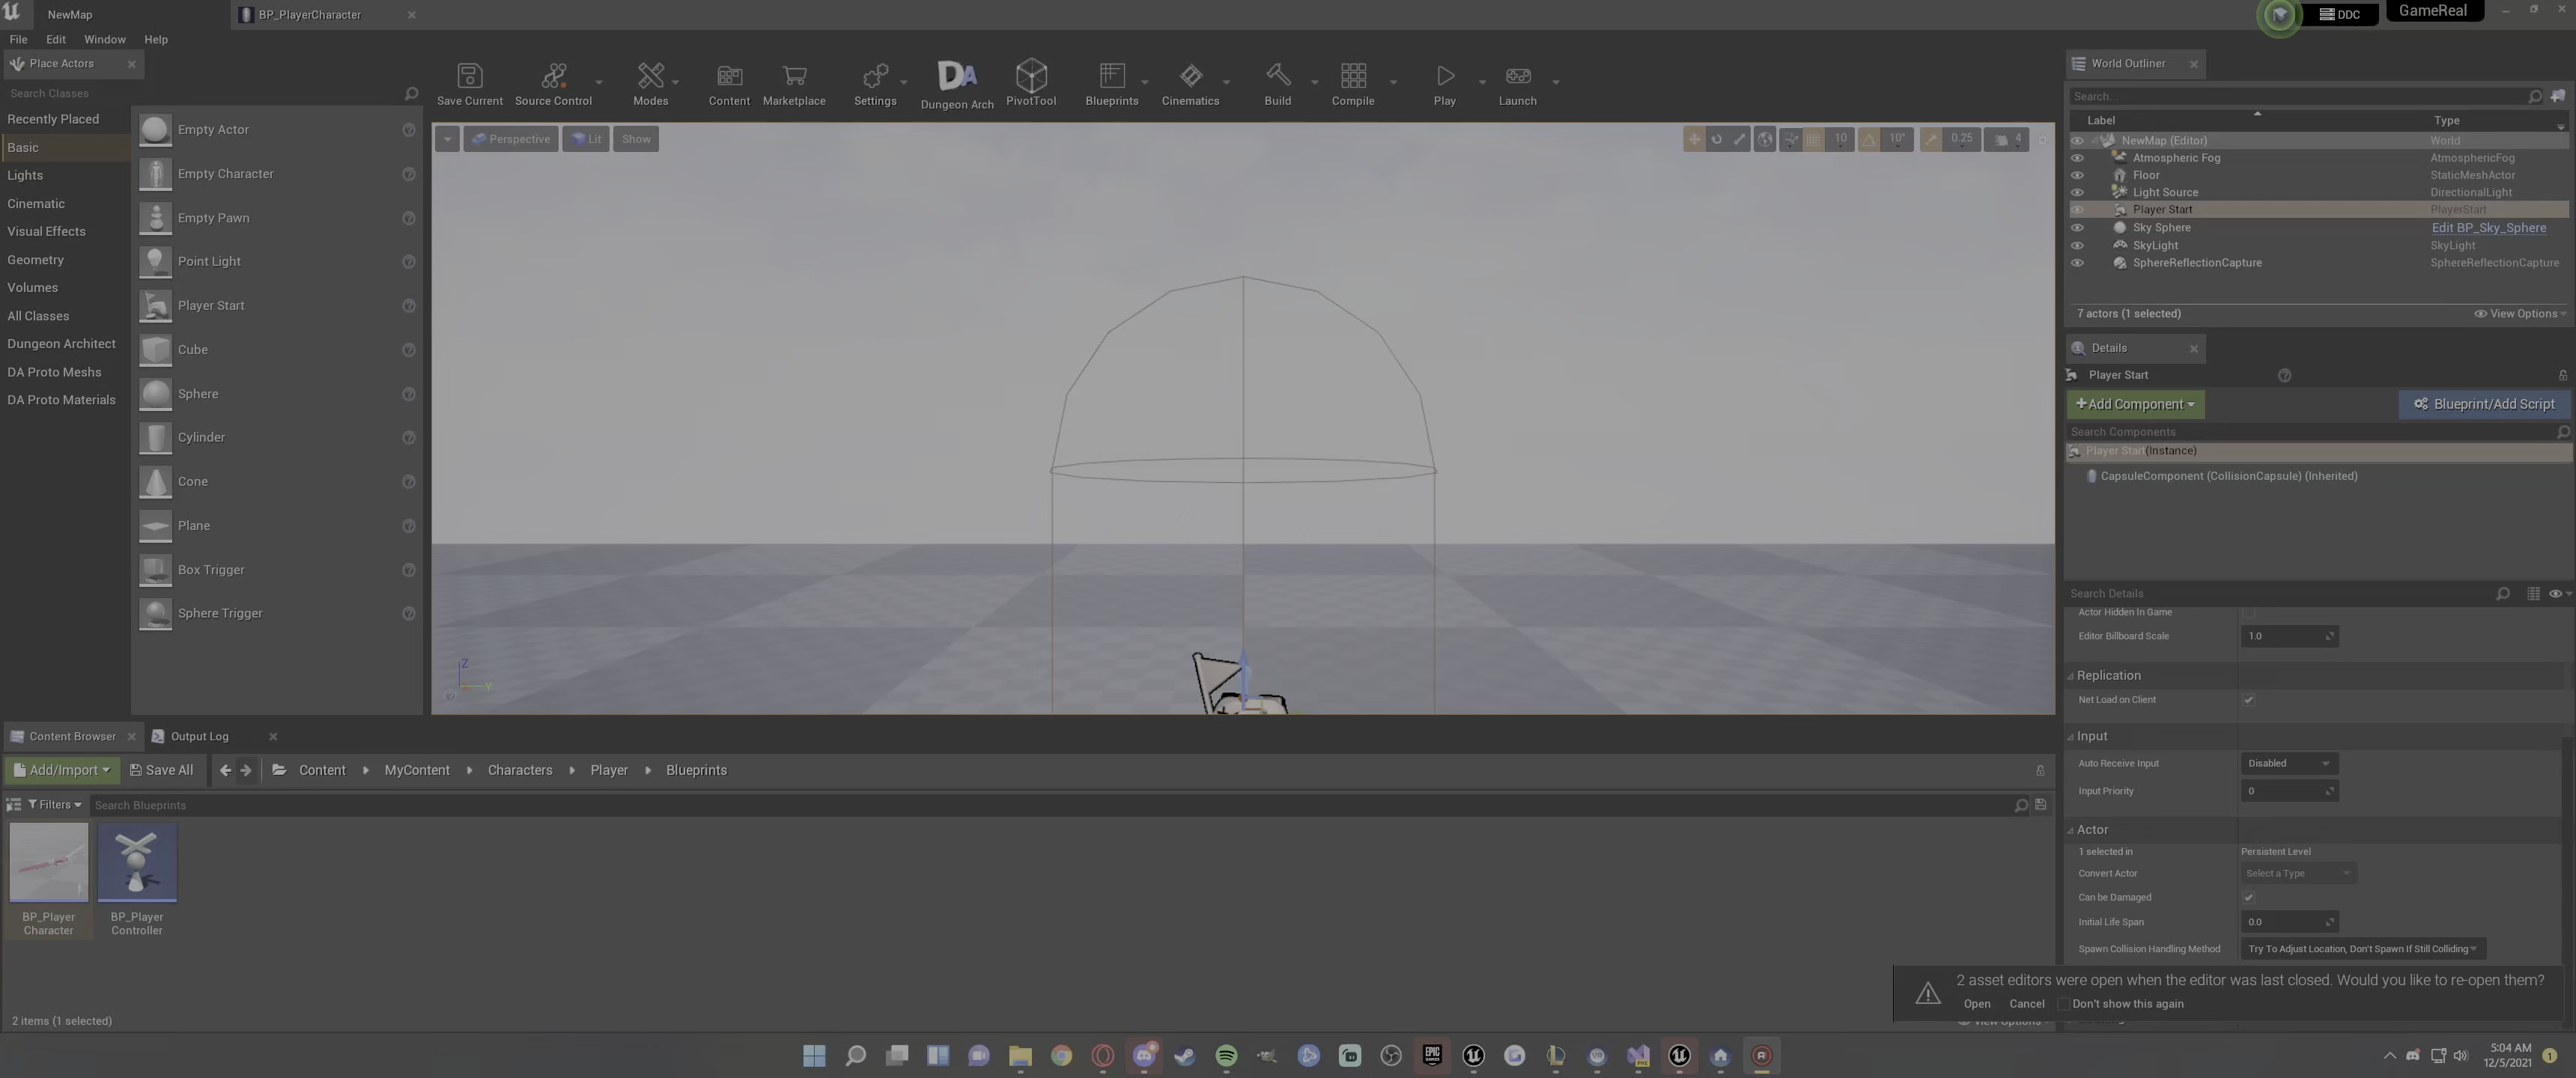 NewMap
BP_PlayerCharacter
DDC
GameReal
File Edit Window Help
Place Actors
Search Classes
Recently Placed
Basic
Lights
Cinematic
Visual Effects
Geometry
Volumes
All Classes
Dungeon Architect
DA Proto Meshs
DA Proto Materials
Empty Actor
Empty Character
Empty Pawn
Point Light
Player Start
Cube
Sphere
Cylinder
Cone
Plane
Box Trigger
Sphere Trigger
Save Current Source Control Modes Content Marketplace Settings Dungeon Arch PivotTool Blueprints Cinematics Build Compile Play Launch
Perspective Lit Show
10 10° 0.25 4
Z
Y
World Outliner
Search...
Label Type
NewMap (Editor) World
Atmospheric Fog AtmosphericFog
Floor StaticMeshActor
Light Source DirectionalLight
Player Start PlayerStart
Sky Sphere Edit BP_Sky_Sphere
SkyLight SkyLight
SphereReflectionCapture SphereReflectionCapture
7 actors (1 selected) View Options
Details
Player Start
+Add Component Blueprint/Add Script
Search Components
Player Start(Instance)
CapsuleComponent (CollisionCapsule) (Inherited)
Search Details
Actor Hidden In Game
Editor Billboard Scale 1.0
Replication
Net Load on Client
Input
Auto Receive Input Disabled
Input Priority 0
Actor
1 selected in Persistent Level
Convert Actor Select a Type
Can be Damaged
Initial Life Span 0.0
Spawn Collision Handling Method Try To Adjust Location, Don't Spawn If Still Colliding
Content Browser Output Log
Add/Import Save All Content MyContent Characters Player Blueprints
Filters Search Blueprints
BP_Player
Character
BP_Player
Controller
2 items (1 selected)
2 asset editors were open when the editor was last closed. Would you like to re-open them?
Open Cancel Don't show this again
View Options
EPIC
GAMES
5:04 AM
12/5/2021
1